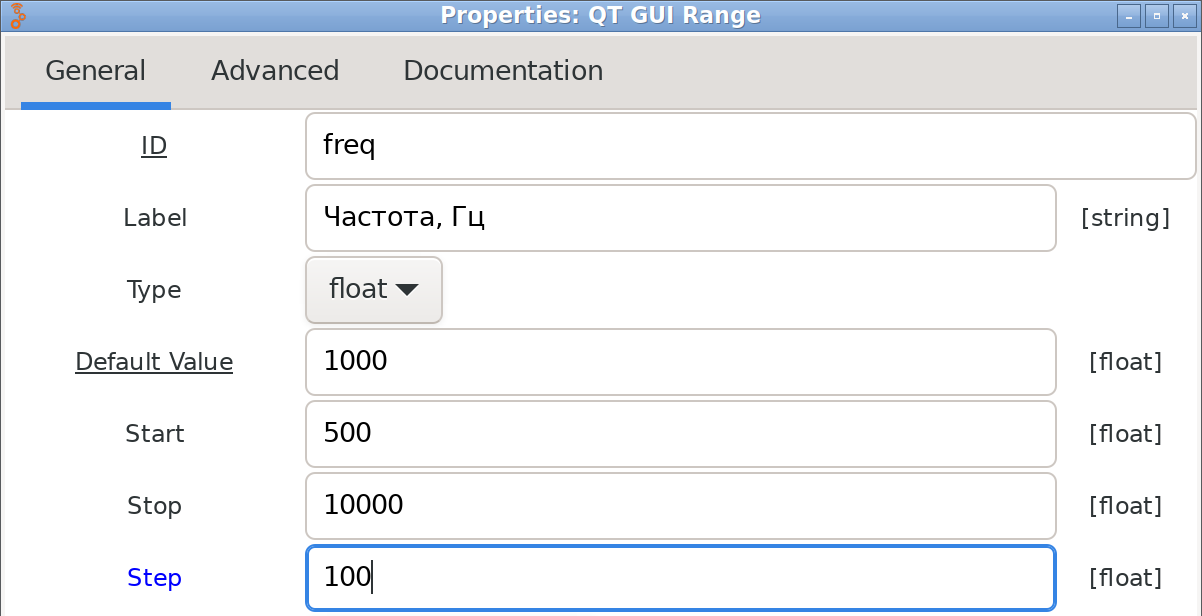 Properties: QT GUI Range
General Advanced Documentation
ID freq
Label Частота, Гц [string]
Type float
Default Value 1000 [float]
Start 500 [float]
Stop 10000 [float]
Step 100 [float]